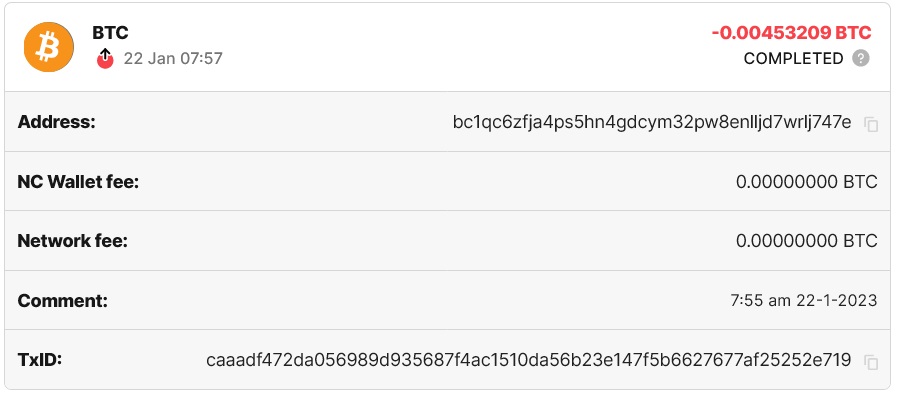 BTC
-0.00453209 BTC
22 Jan 07:57
COMPLETED ?
Address: bc1qc6zfja4ps5hn4gdcym32pw8enlljd7wrlj747e
NC Wallet fee: 0.00000000 BTC
Network fee: 0.00000000 BTC
Comment: 7:55 am 22-1-2023
TxID: caaadf472da056989d935687f4ac1510da56b23e147f5b6627677af25252e719